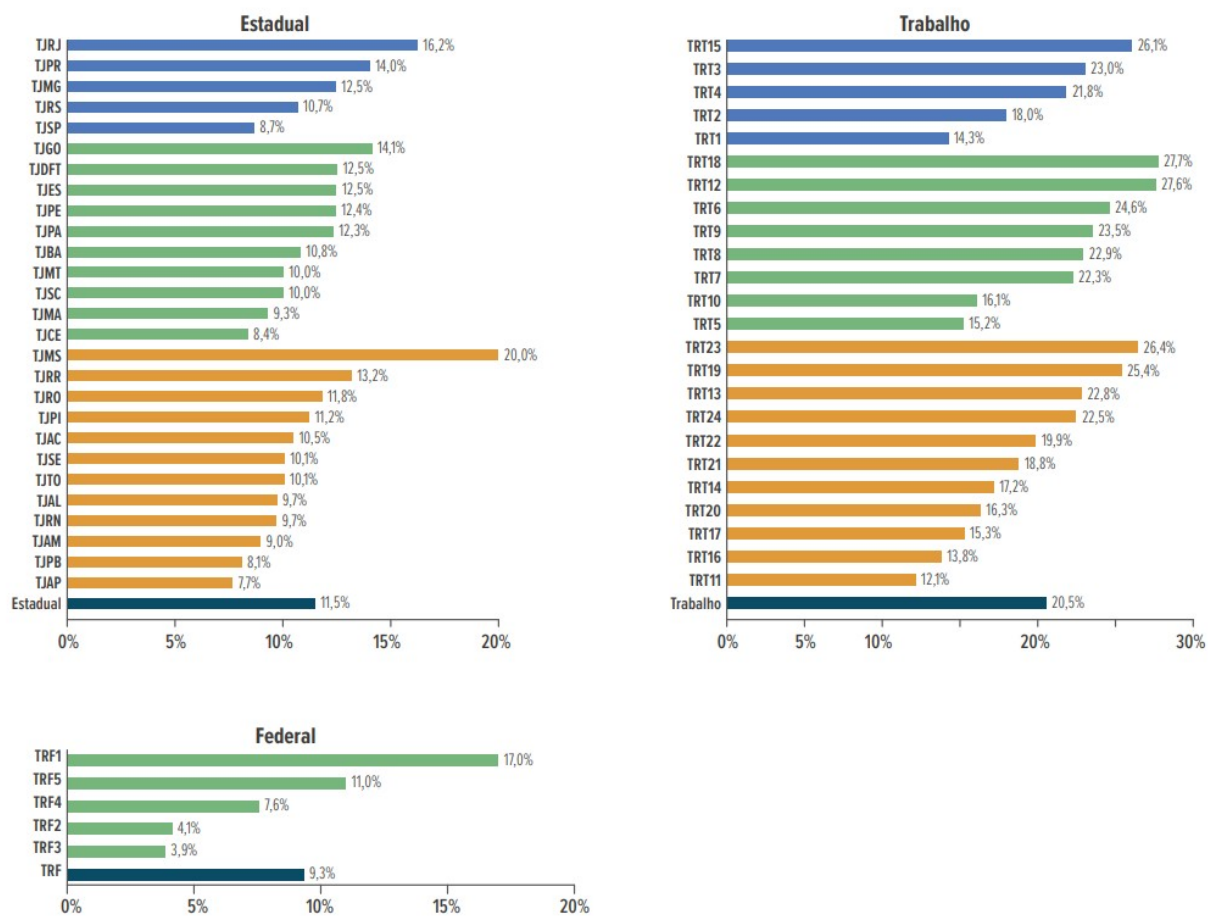 Estadual
TJRJ 16,2%
TJPR 14,0%
TJMG 12,5%
TJRS 10,7%
TJSP 8,7%
TJGO 14,1%
TJDFT 12,5%
TJES 12,5%
TJPE 12,4%
TJPA 12,3%
TJBA 10,8%
TJMT 10,0%
TJSC 10,0%
TJMA 9,3%
TJCE 8,4%
TJMS 20,0%
TJRR 13,2%
TJRO 11,8%
TJPI 11,2%
TJAC 10,5%
TJSE 10,1%
TJTO 10,1%
TJAL 9,7%
TJRN 9,7%
TJAM 9,0%
TJPB 8,1%
TJAP 7,7%
Estadual 11,5%
0% 5% 10% 15% 20%
Trabalho
TRT15 26,1%
TRT3 23,0%
TRT4 21,8%
TRT2 18,0%
TRT1 14,3%
TRT18 27,7%
TRT12 27,6%
TRT6 24,6%
TRT9 23,5%
TRT8 22,9%
TRT7 22,3%
TRT10 16,1%
TRT5 15,2%
TRT23 26,4%
TRT19 25,4%
TRT13 22,8%
TRT24 22,5%
TRT22 19,9%
TRT21 18,8%
TRT14 17,2%
TRT20 16,3%
TRT17 15,3%
TRT16 13,8%
TRT11 12,1%
Trabalho 20,5%
0% 5% 10% 20% 30%
Federal
TRF1 17,0%
TRF5 11,0%
TRF4 7,6%
TRF2 4,1%
TRF3 3,9%
TRF 9,3%
0% 5% 10% 15% 20%